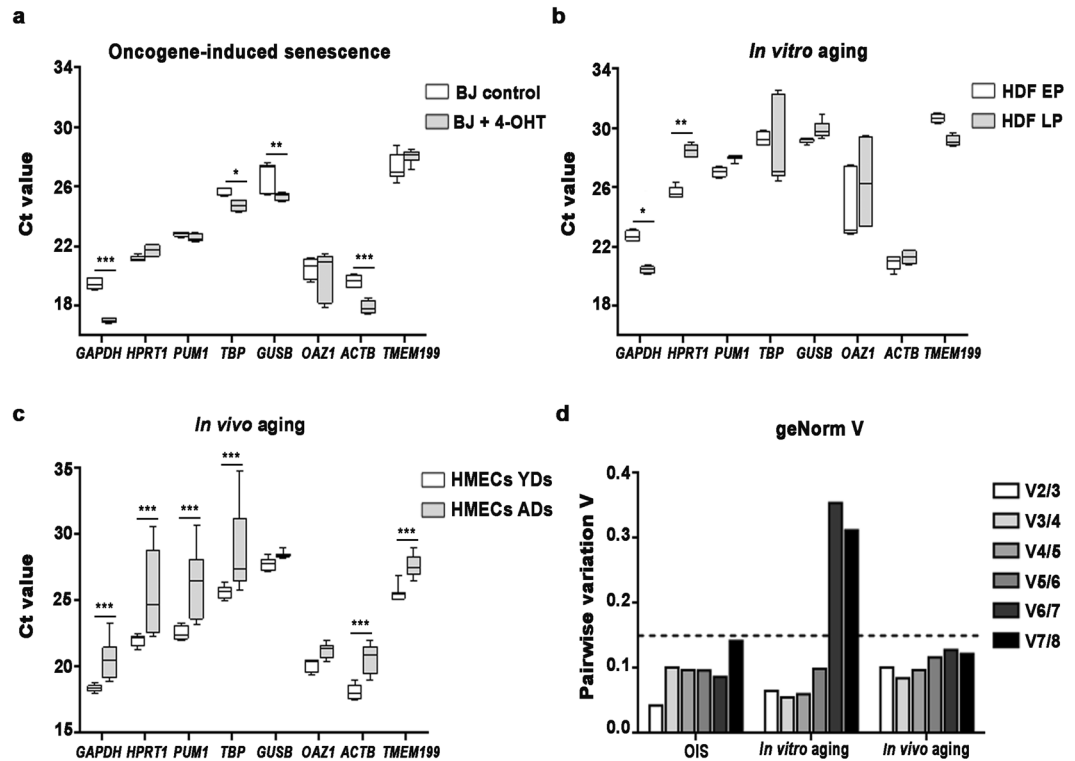 a
Oncogene-induced senescence
34
30
26
22
18
Ct value
BJ control
BJ + 4-OHT
***
*
**
***
GAPDH HPRT1 PUM1 TBP GUSB OAZ1 ACTB TMEM199
b
In vitro aging
34
30
26
22
18
Ct value
HDF EP
HDF LP
*
**
GAPDH HPRT1 PUM1 TBP GUSB OAZ1 ACTB TMEM199
c
In vivo aging
35
30
25
20
15
Ct value
HMECs YDs
HMECs ADs
***
***
***
***
***
***
GAPDH HPRT1 PUM1 TBP GUSB OAZ1 ACTB TMEM199
d
geNorm V
0.4
0.3
0.2
0.1
0.0
Pairwise variation V
V2/3
V3/4
V4/5
V5/6
V6/7
V7/8
OIS In vitro aging In vivo aging